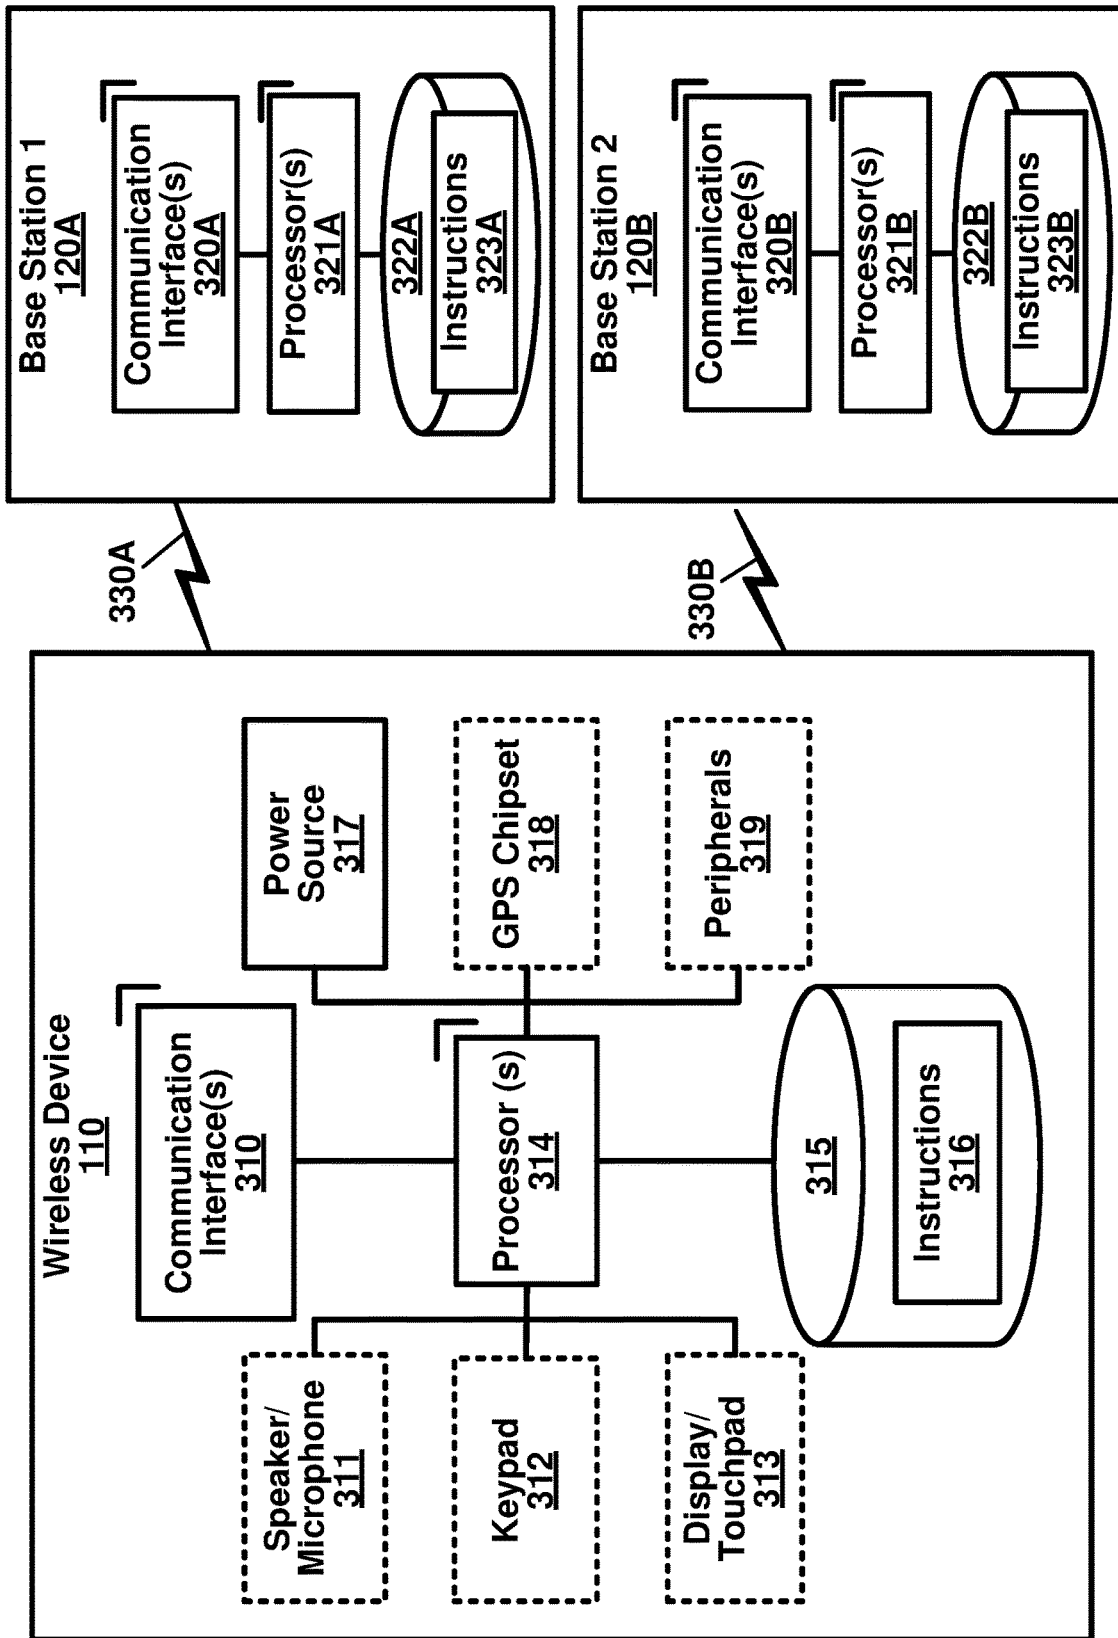 Wireless Device
110
Communication
Interface(s)
310
Speaker/
Microphone
311
Keypad
312
Display/
Touchpad
313
Processor (s)
314
Power
Source
317
GPS Chipset
318
Peripherals
319
315
Instructions
316
330A
330B
Base Station 1
120A
Communication
Interface(s)
320A
Processor(s)
321A
322A
Instructions
323A
Base Station 2
120B
Communication
Interface(s)
320B
Processor(s)
321B
322B
Instructions
323B